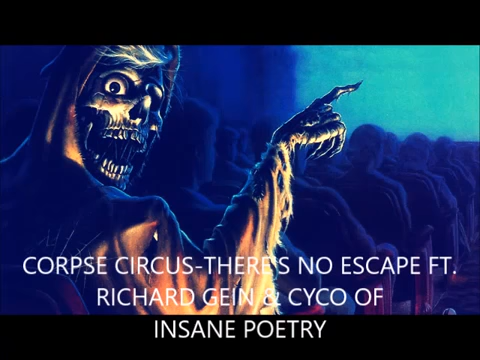 CORPSE CIRCUS-THERE'S NO ESCAPE FT.
RICHARD GEIN & CYCO OF
INSANE POETRY